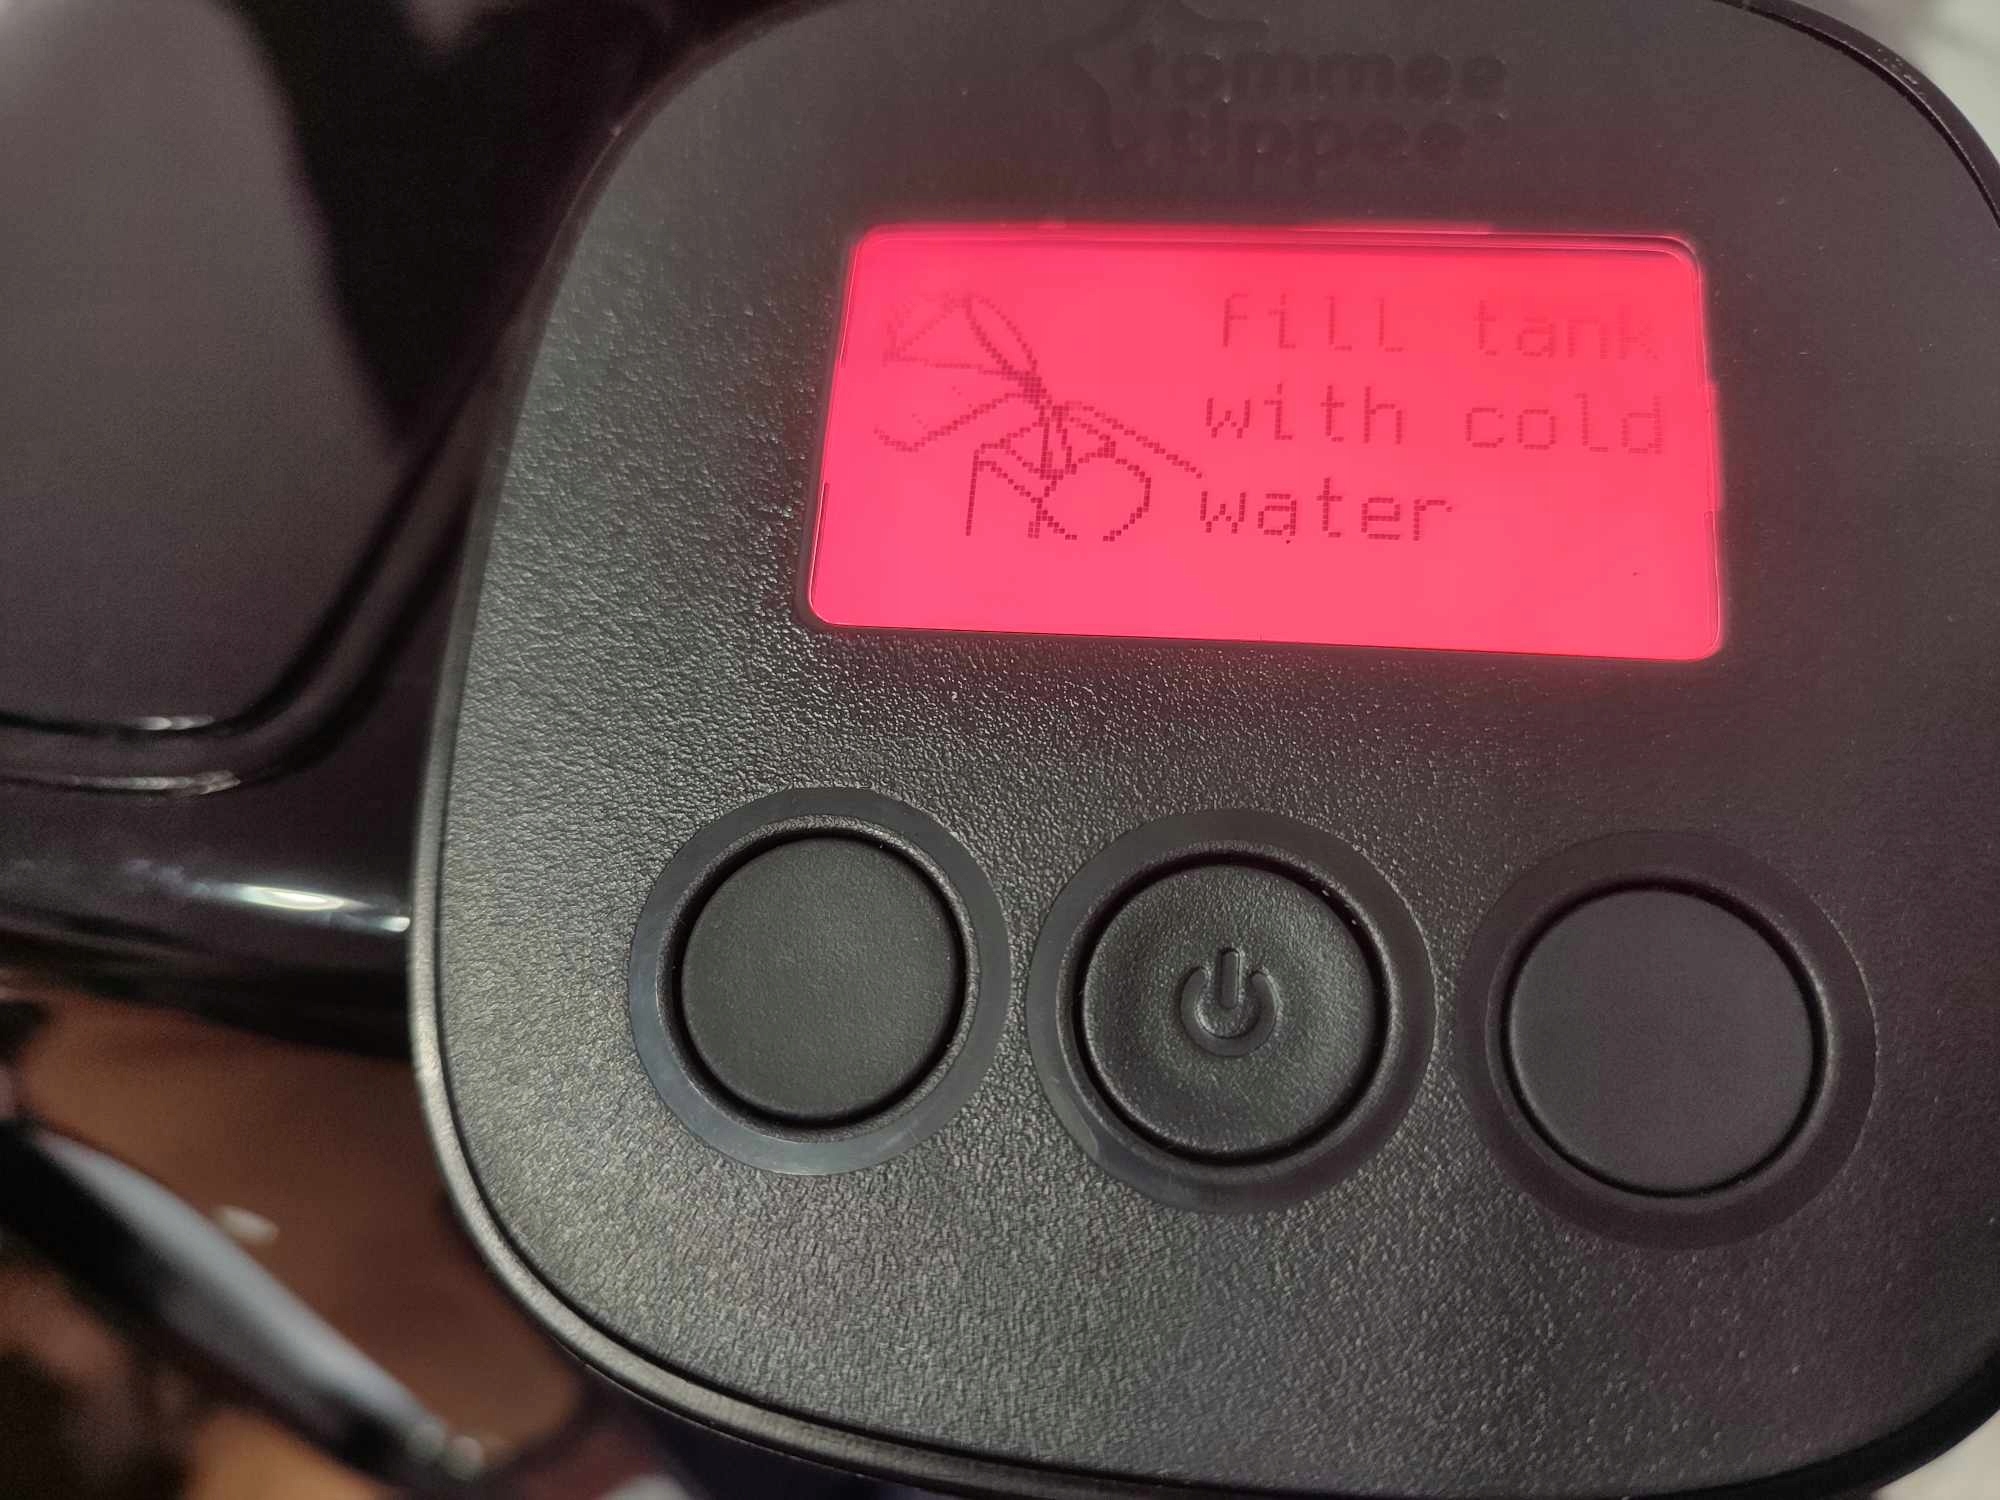 tommee
tippee
fill tank
with cold
water